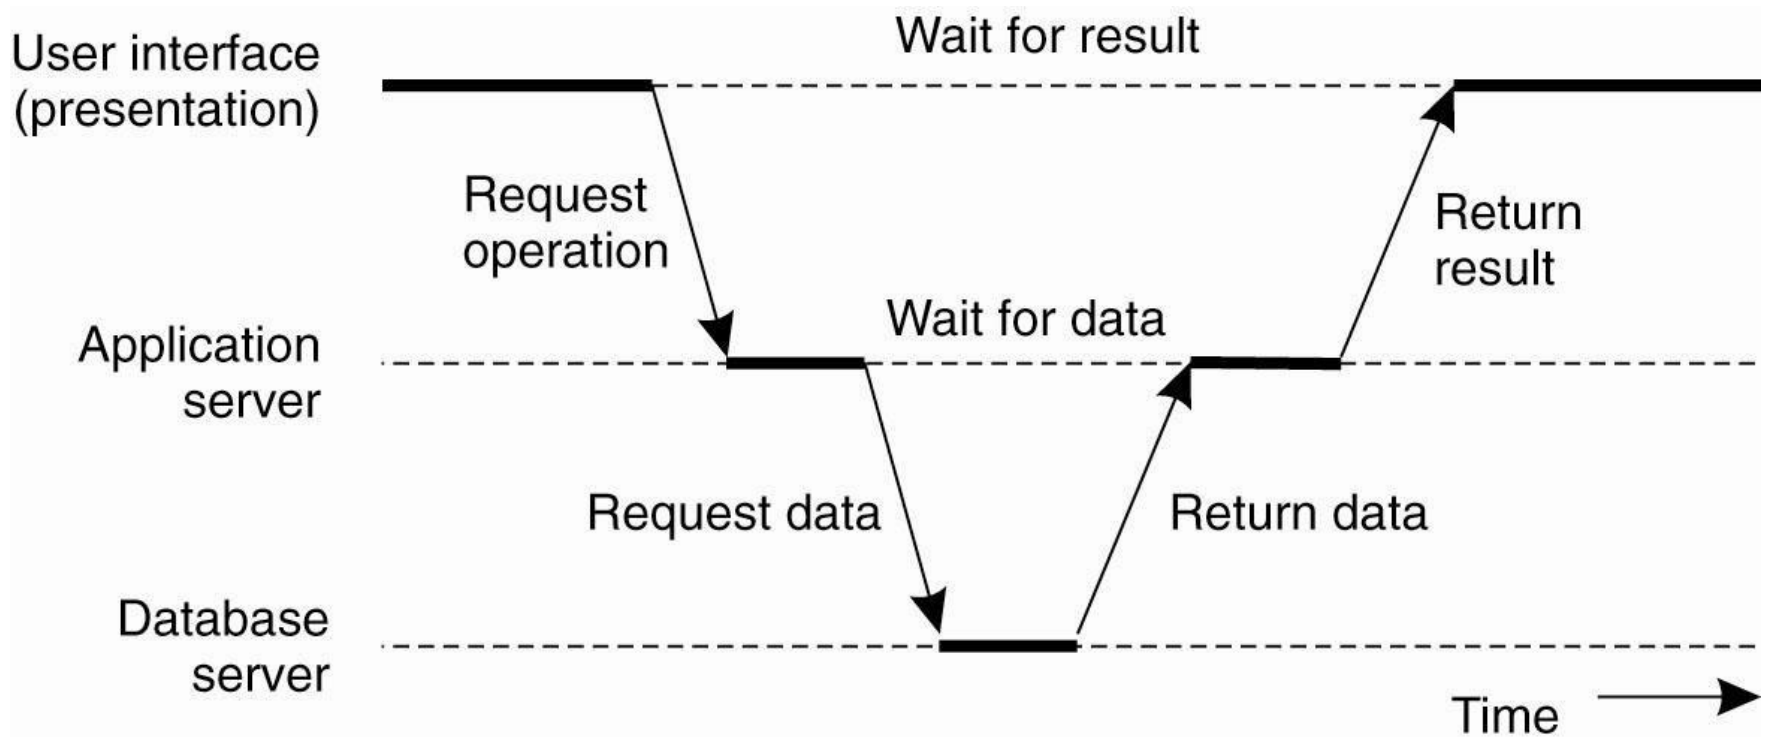 User interface
(presentation)
Wait for result
Request
operation
Return
result
Application
server
Wait for data
Request data
Return data
Database
server
Time